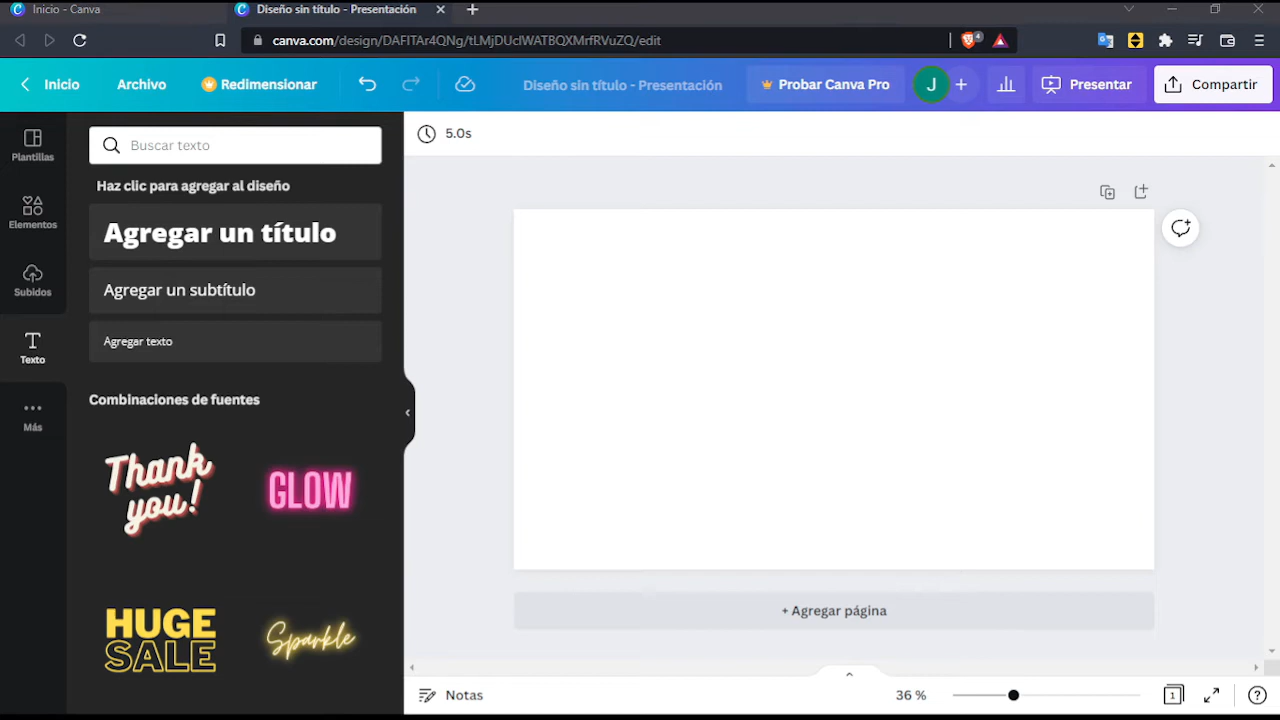 Inicio - Canva
Diseño sin título - Presentación
canva.com/design/DAFITAr4QNg/tLMjDUclWATBQXMrfRVuZQ/edit
4
Inicio
Archivo
Redimensionar
Diseño sin título - Presentación
Probar Canva Pro
J
Presentar
Compartir
Plantillas
Elementos
Subidos
Texto
Más
Buscar texto
Haz clic para agregar al diseño
Agregar un título
Agregar un subtítulo
Agregar texto
Combinaciones de fuentes
Thank
you!
GLOW
HUGE
SALE
Sparkle
5.0s
+ Agregar página
Notas
36 %
1